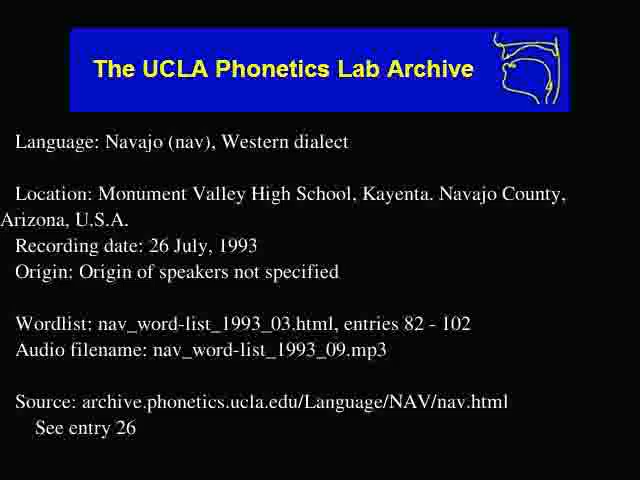 The UCLA Phonetics Lab Archive
Language: Navajo (nav), Western dialect
Location: Monument Valley High School, Kayenta. Navajo County,
Arizona, U.S.A.
Recording date: 26 July, 1993
Origin: Origin of speakers not specified
Wordlist: nav_word-list_1993_03.html, entries 82 - 102
Audio filename: nav_word-list_1993_09.mp3
Source: archive.phonetics.ucla.edu/Language/NAV/nav.html
See entry 26